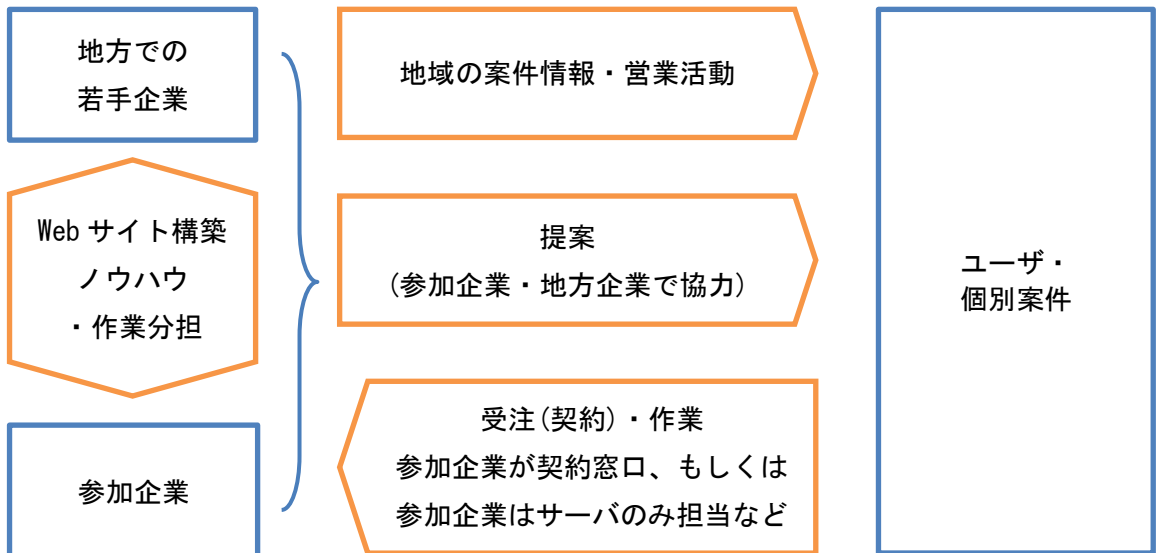 地方での
若手企業
地域の案件情報・営業活動
Web サイト構築
ノウハウ
・作業分担
提案
(参加企業・地方企業で協力)
ユーザ・
個別案件
参加企業
受注(契約)・作業
参加企業が契約窓口、もしくは
参加企業はサーバのみ担当など